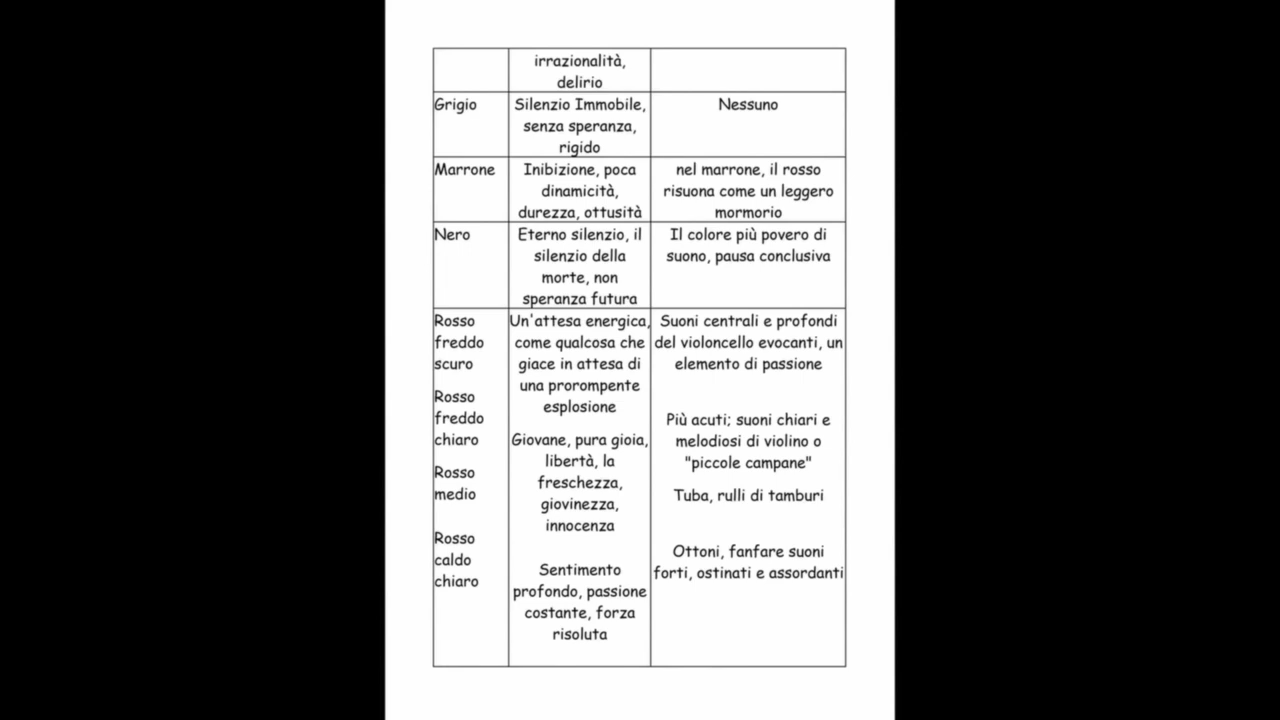 irrazionalità,
delirio
Grigio
Silenzio Immobile,
senza speranza,
rigido
Nessuno
Marrone
Inibizione, poca
dinamicità,
durezza, ottusità
nel marrone, il rosso
risuona come un leggero
mormorio
Nero
Eterno silenzio, il
silenzio della
morte, non
speranza futura
Il colore più povero di
suono, pausa conclusiva
Rosso
freddo
scuro
Rosso
freddo
chiaro
Rosso
medio
Rosso
caldo
chiaro
Un'attesa energica,
come qualcosa che
giace in attesa di
una prorompente
esplosione
Giovane, pura gioia,
libertà, la
freschezza,
giovinezza,
innocenza
Sentimento
profondo, passione
costante, forza
risoluta
Suoni centrali e profondi
del violoncello evocanti, un
elemento di passione
Più acuti; suoni chiari e
melodiosi di violino o
"piccole campane"
Tuba, rulli di tamburi
Ottoni, fanfare suoni
forti, ostinati e assordanti